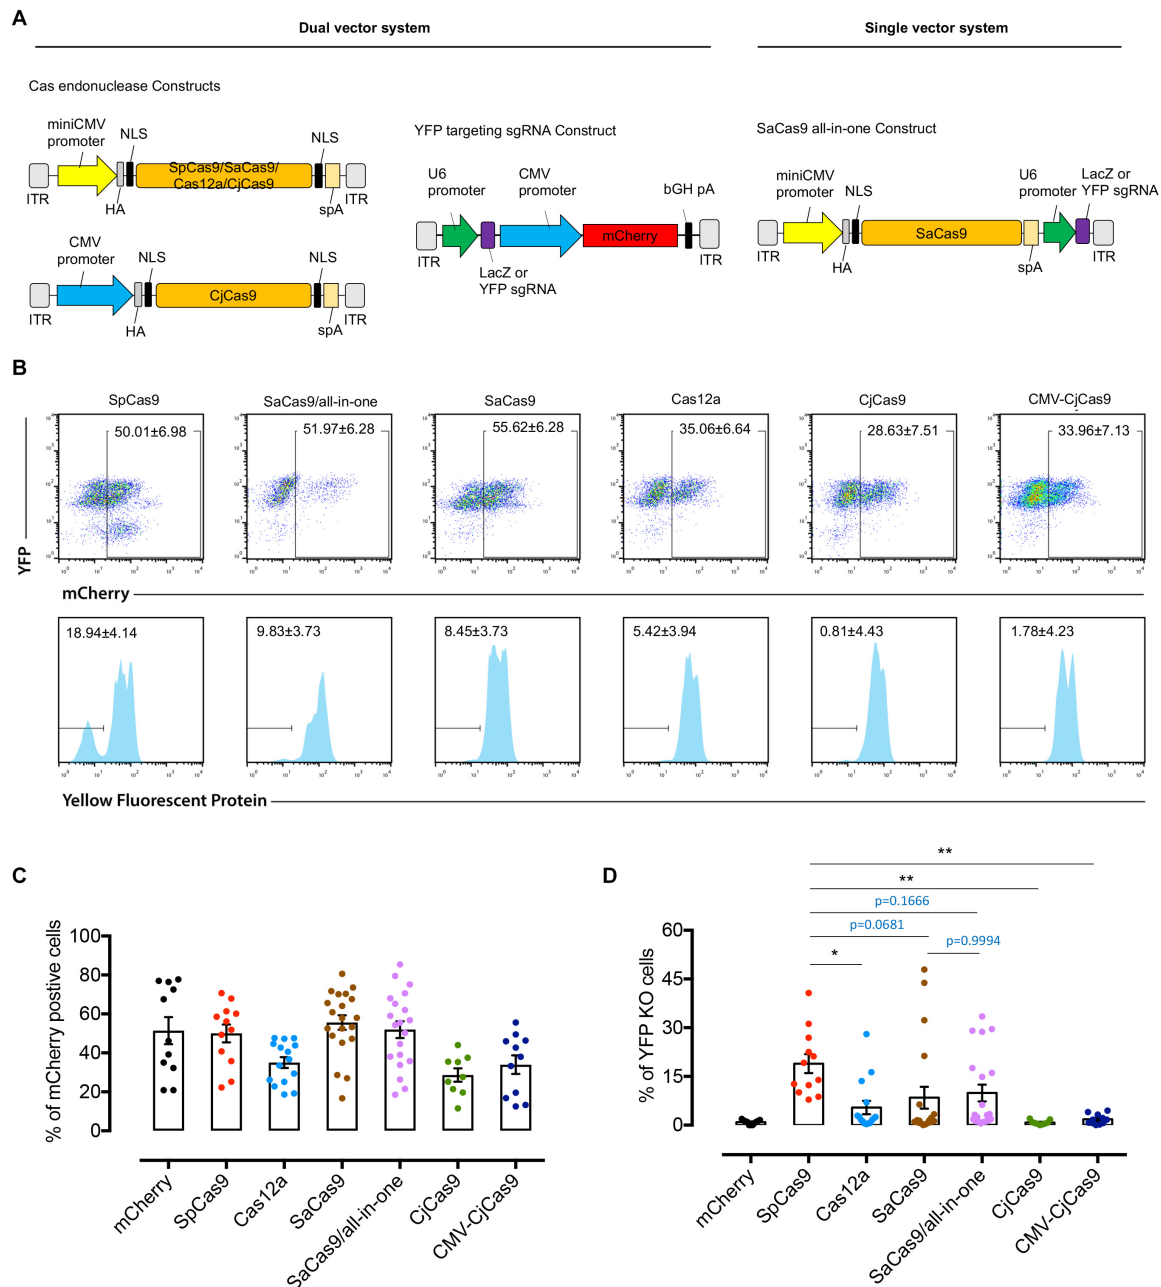 A
Dual vector system
Single vector system
Cas endonuclease Constructs
miniCMV
promoter
NLS
NLS
SpCas9/SaCas9/
Cas12a/CjCas9
ITR
HA
spA
ITR
CMV
promoter
NLS
NLS
CjCas9
ITR
HA
spA
ITR
YFP targeting sgRNA Construct
U6
promoter
CMV
promoter
bGH pA
mCherry
ITR
LacZ or
YFP sgRNA
ITR
SaCas9 all-in-one Construct
miniCMV
promoter
NLS
U6
promoter
LacZ or
YFP sgRNA
SaCas9
ITR
HA
spA
ITR
B
SpCas9
SaCas9/all-in-one
SaCas9
Cas12a
CjCas9
CMV-CjCas9
50.01±6.98
51.97±6.28
55.62±6.28
35.06±6.64
28.63±7.51
33.96±7.13
YFP
mCherry
18.94±4.14
9.83±3.73
8.45±3.73
5.42±3.94
0.81±4.43
1.78±4.23
Yellow Fluorescent Protein
C
% of mCherry postive cells
100
80
60
40
20
0
mCherry
SpCas9
Cas12a
SaCas9
SaCas9/all-in-one
CjCas9
CMV-CjCas9
D
**
**
p=0.1666
p=0.0681
p=0.9994
*
% of YFP KO cells
60
45
30
15
0
mCherry
SpCas9
Cas12a
SaCas9
SaCas9/all-in-one
CjCas9
CMV-CjCas9